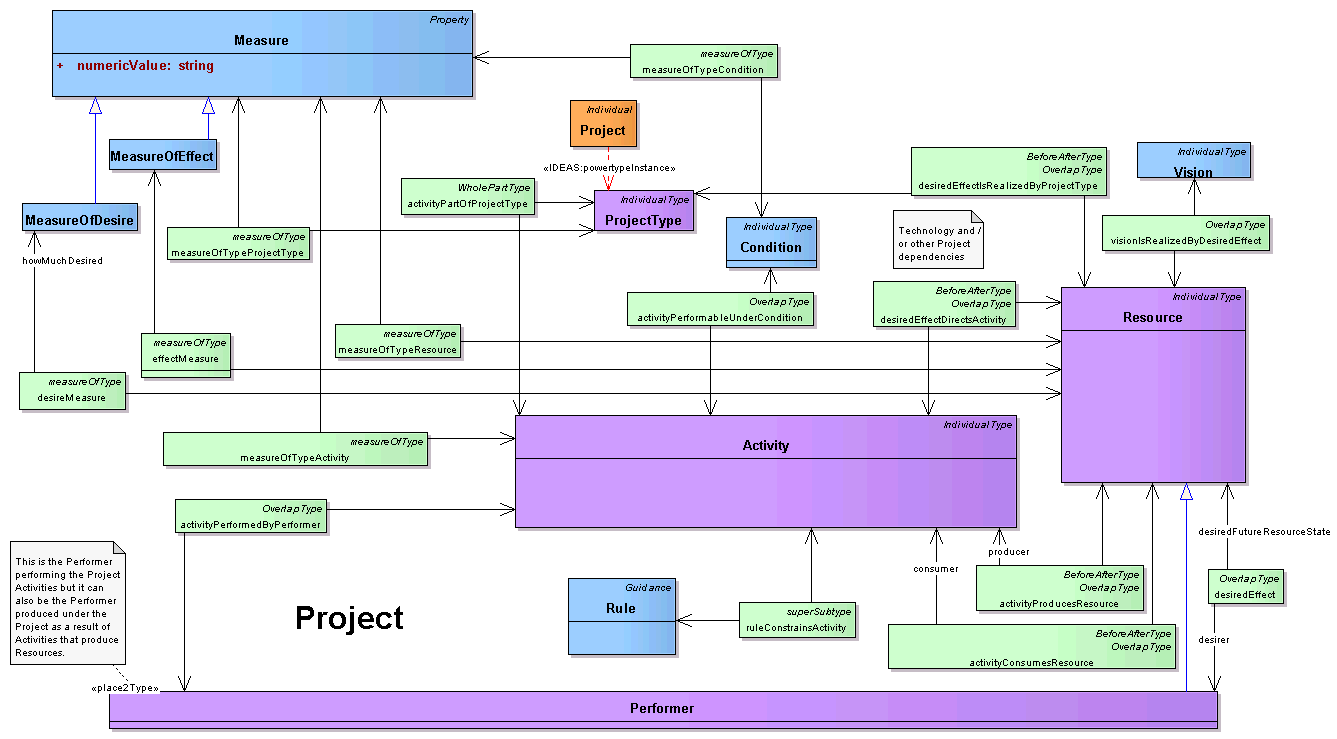 Property
Measure
+ numericValue: string
measureOfType
measureOfTypeCondition
Individual
Project
«IDEAS:powertypeInstance»
MeasureOfEffect
BeforeAfterType
OverlapType
desiredEffectIsRealizedByProjectType
IndividualType
Vision
WholePartType
activityPartOfProjectType
IndividualType
ProjectType
MeasureOfDesire
measureOfType
measureOfTypeProjectType
IndividualType
Condition
Technology and /
or other Project
dependencies
OverlapType
visionIsRealizedByDesiredEffect
howMuchDesired
OverlapType
activityPerformableUnderCondition
BeforeAfterType
OverlapType
desiredEffectDirectsActivity
IndividualType
Resource
measureOfType
effectMeasure
measureOfType
measureOfTypeResource
measureOfType
desireMeasure
measureOfType
measureOfTypeActivity
IndividualType
Activity
OverlapType
activityPerformedByPerformer
This is the Performer
performing the Project
Activities but it can
also be the Performer
produced under the
Project as a result of
Activities that produce
Resources.
«place2Type»
Project
Guidance
Rule
superSubtype
ruleConstrainsActivity
consumer
producer
BeforeAfterType
OverlapType
activityProducesResource
BeforeAfterType
OverlapType
activityConsumesResource
desiredFutureResourceState
OverlapType
desiredEffect
desirer
Performer